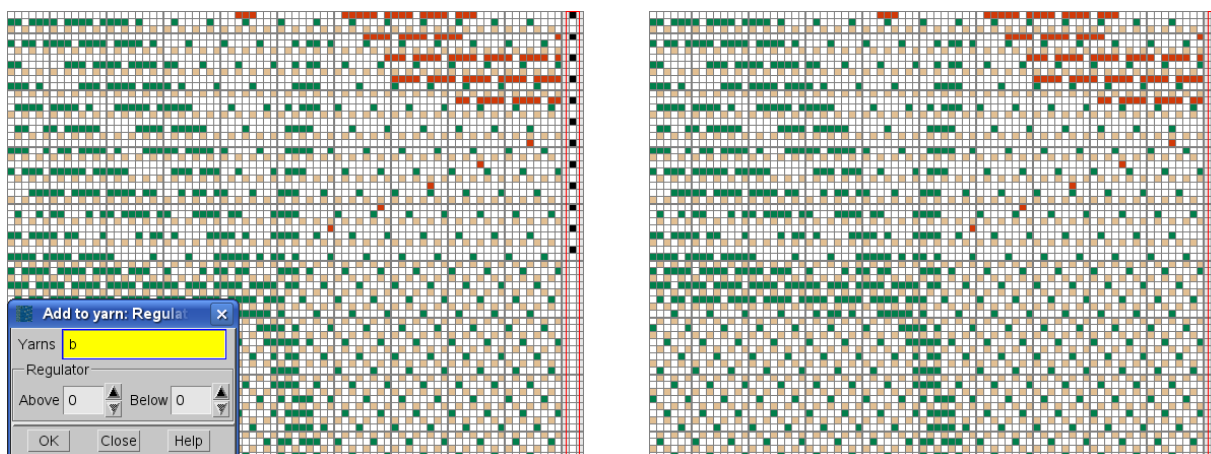 Add to yarn: Regulat
Yarns b
Regulator
Above 0 Below 0
OK Close Help